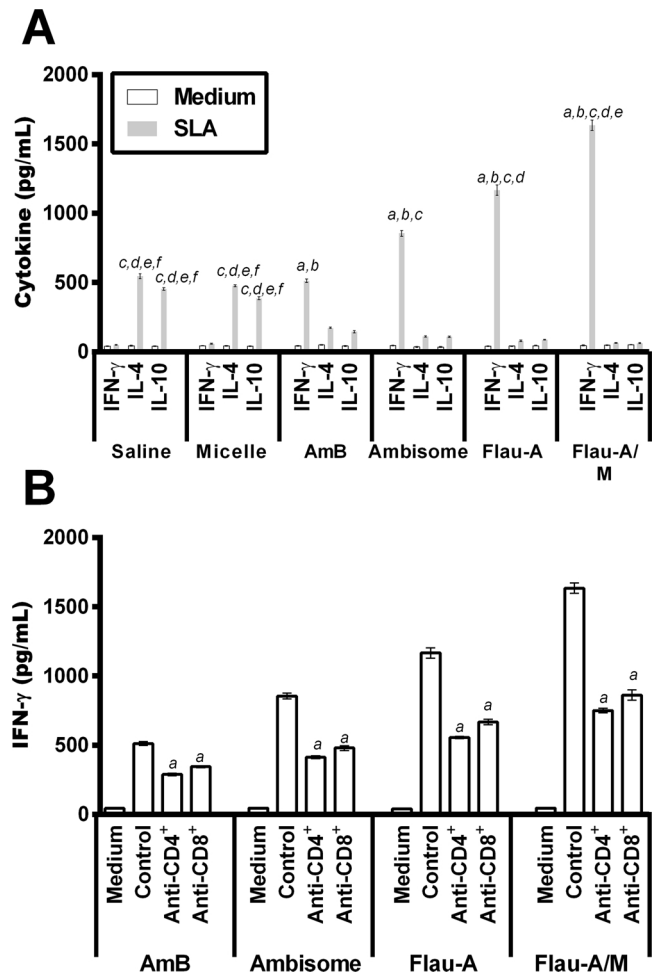 A
2000
1500
1000
500
0
Cytokine (pg/mL)
Medium
SLA
c,d,e,f
c,d,e,f
c,d,e,f
c,d,e,f
a,b
a,b,c
a,b,c,d
a,b,c,d,e
IFN-γ
IL-4
IL-10
IFN-γ
IL-4
IL-10
IFN-γ
IL-4
IL-10
IFN-γ
IL-4
IL-10
IFN-γ
IL-4
IL-10
IFN-γ
IL-4
IL-10
Saline
Micelle
AmB
Ambisome
Flau-A
Flau-A/
M
B
2000
1500
1000
500
0
IFN-γ (pg/mL)
a
a
a
a
a
a
a
a
Medium
Control
Anti-CD4⁺
Anti-CD8⁺
Medium
Control
Anti-CD4⁺
Anti-CD8⁺
Medium
Control
Anti-CD4⁺
Anti-CD8⁺
Medium
Control
Anti-CD4⁺
Anti-CD8⁺
AmB
Ambisome
Flau-A
Flau-A/M